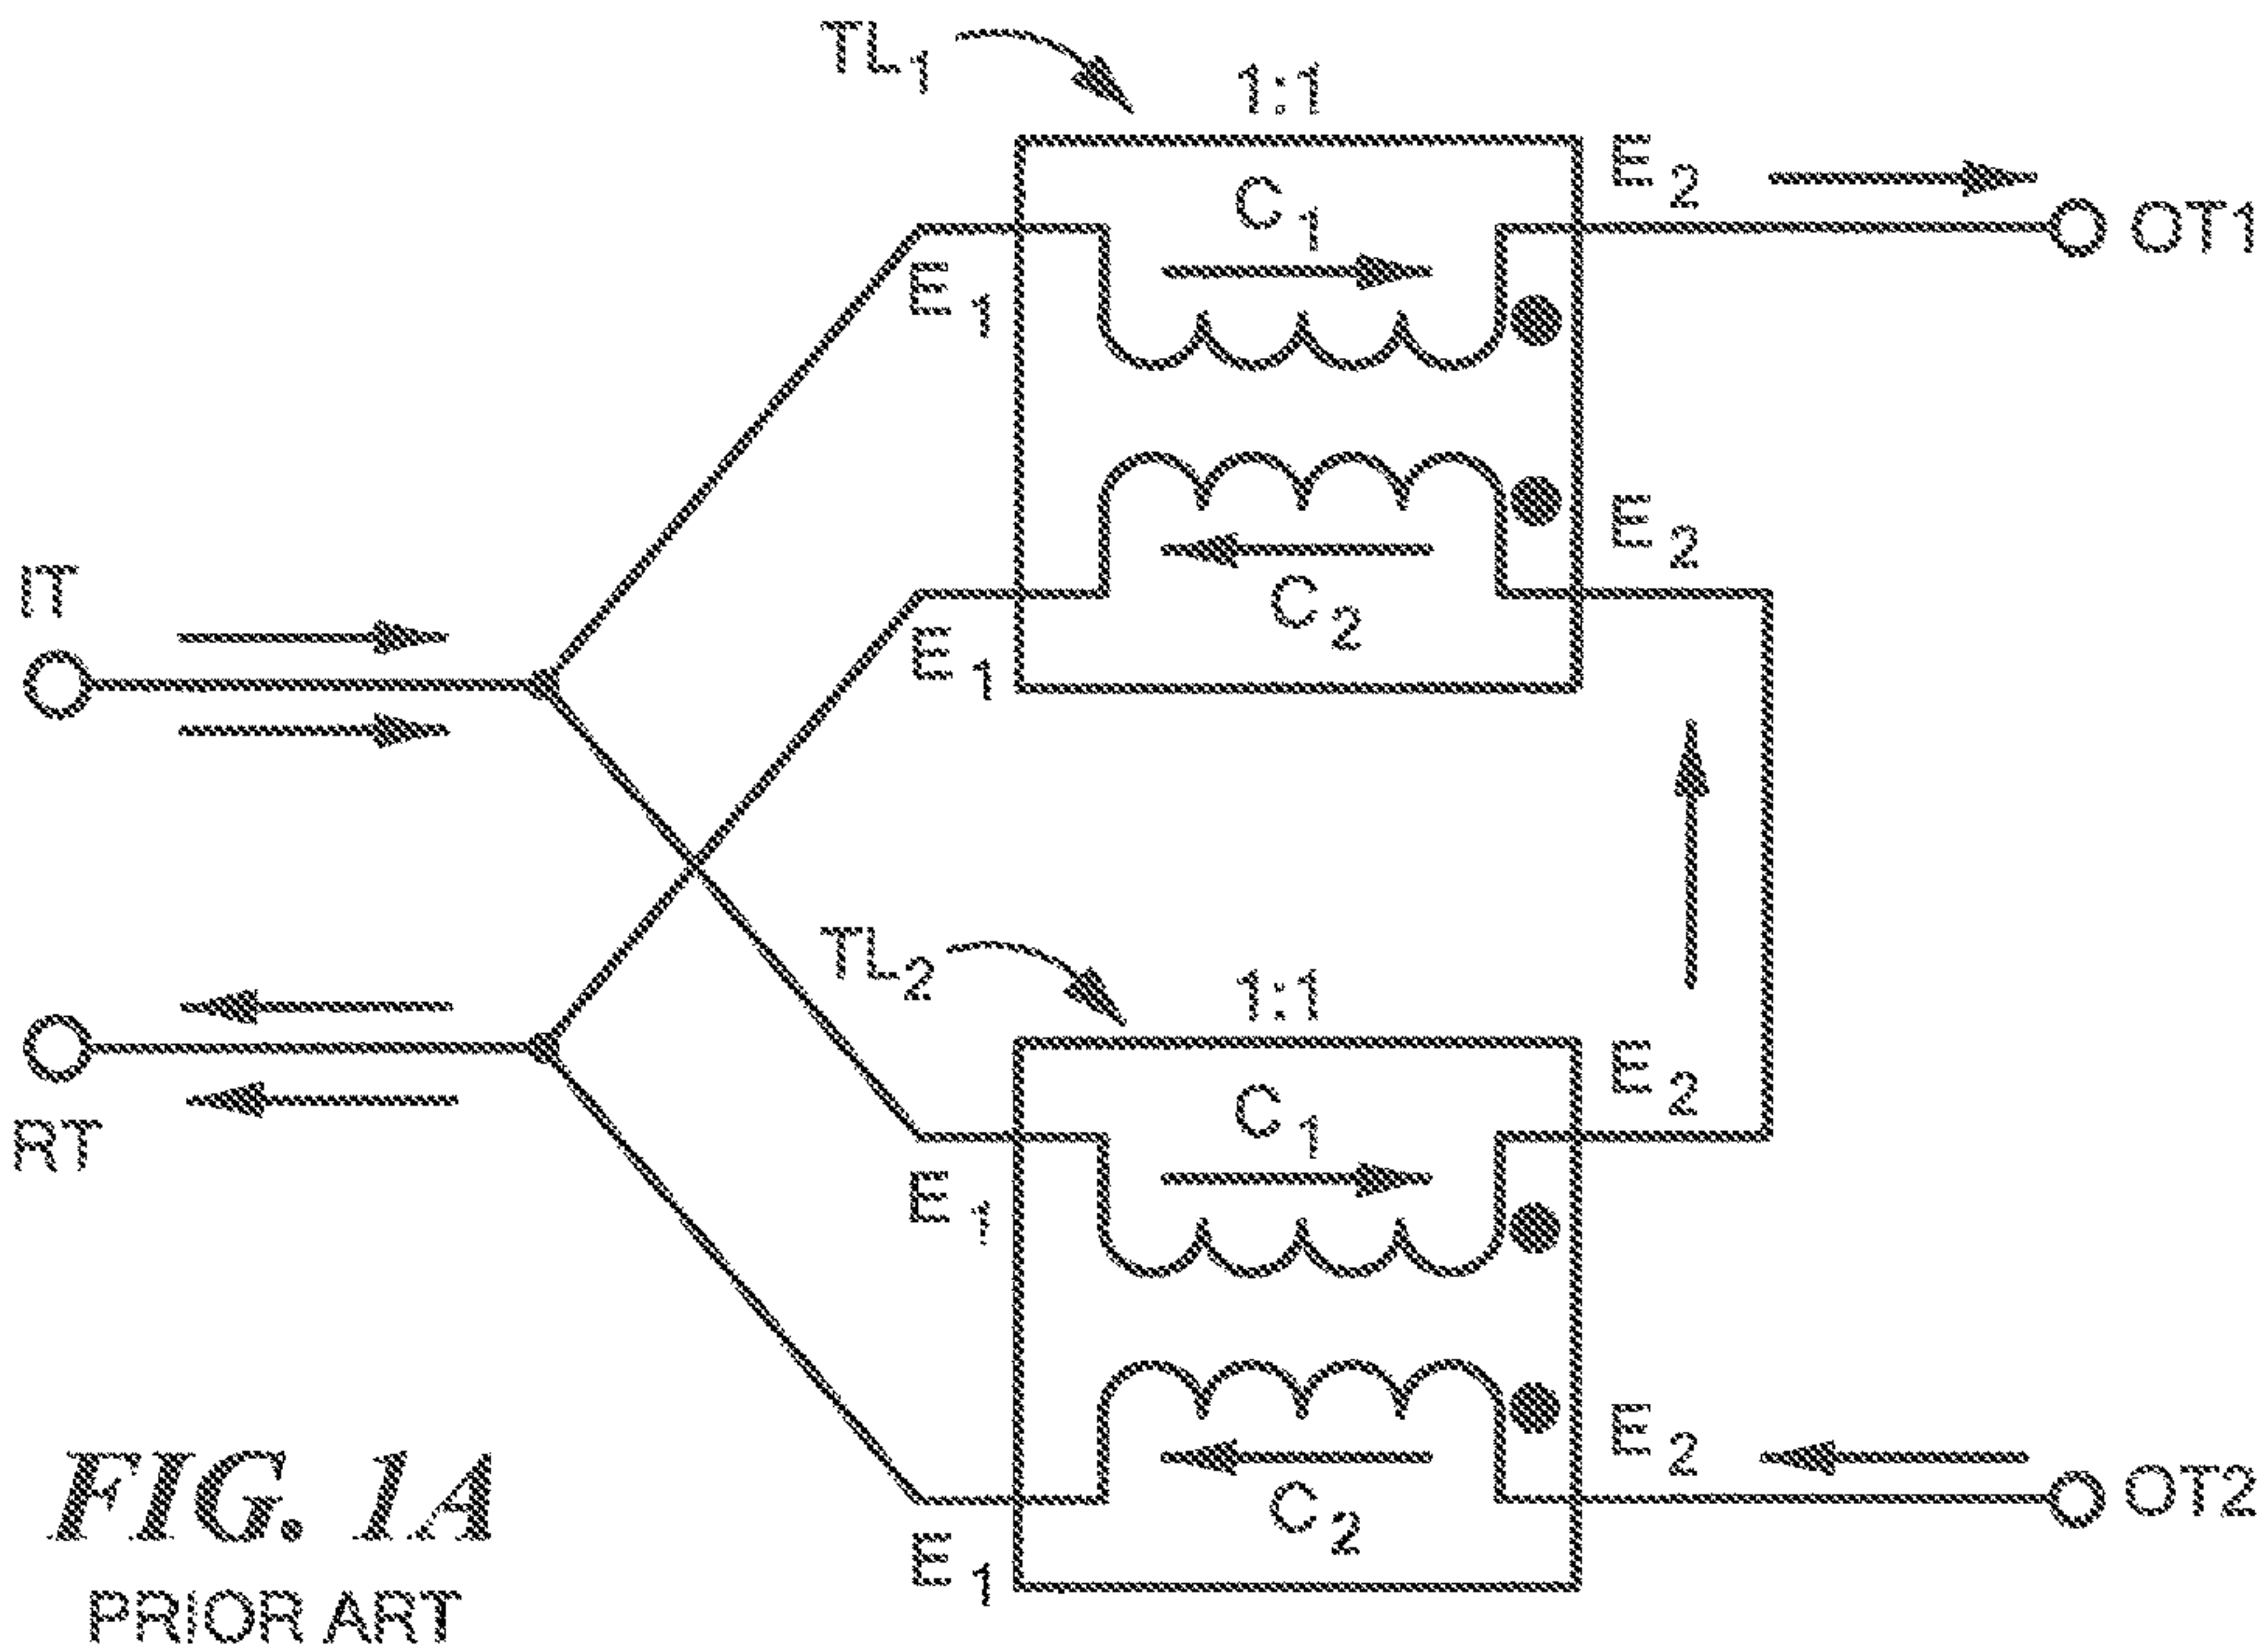 TL1
1:1
E2
C1
OT1
E1
E2
IT
C2
E1
TL2
1:1
E2
RT
C1
E1
E2
OT2
C2
E1
FIG. 1A
PRIOR ART